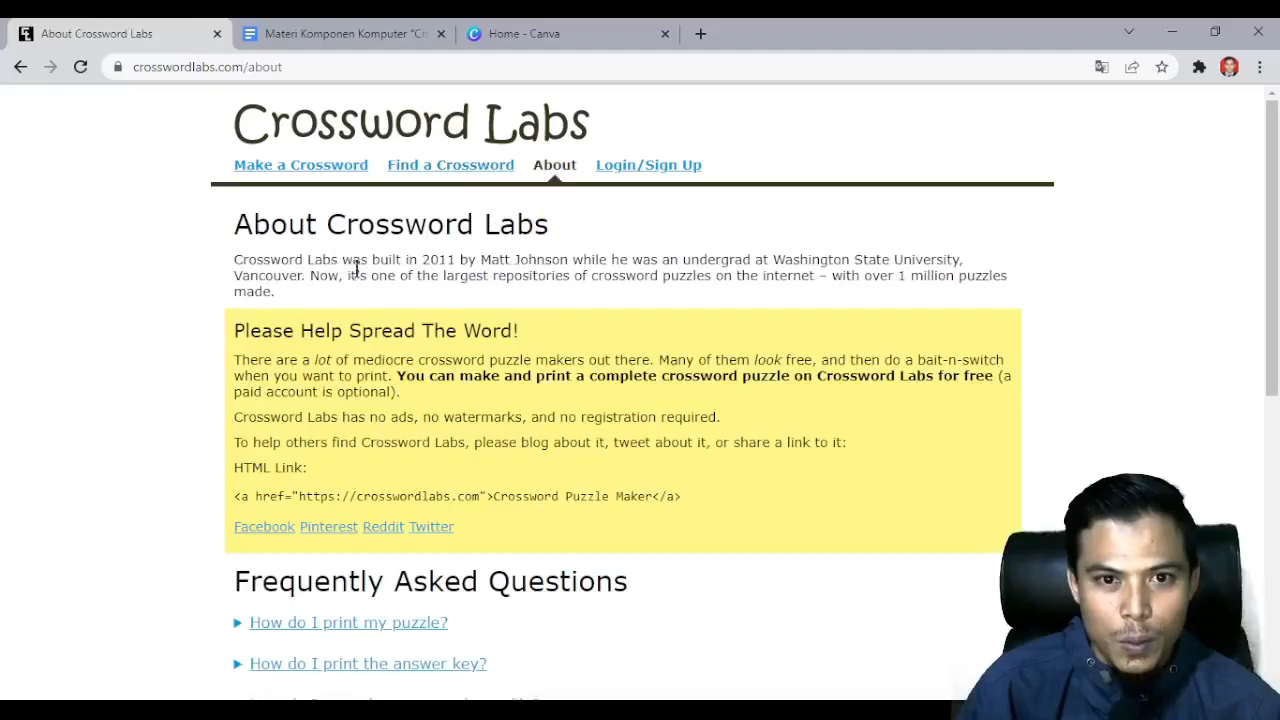 About Crossword Labs
Materi Komponen Komputer "Cr
Home - Canva
crosswordlabs.com/about
Crossword Labs
Make a Crossword Find a Crossword About Login/Sign Up
About Crossword Labs
Crossword Labs was built in 2011 by Matt Johnson while he was an undergrad at Washington State University,
Vancouver. Now, it's one of the largest repositories of crossword puzzles on the internet – with over 1 million puzzles
made.
Please Help Spread The Word!
There are a lot of mediocre crossword puzzle makers out there. Many of them look free, and then do a bait-n-switch
when you want to print. You can make and print a complete crossword puzzle on Crossword Labs for free (a
paid account is optional).
Crossword Labs has no ads, no watermarks, and no registration required.
To help others find Crossword Labs, please blog about it, tweet about it, or share a link to it:
HTML Link:
<a href="https://crosswordlabs.com">Crossword Puzzle Maker</a>
Facebook Pinterest Reddit Twitter
Frequently Asked Questions
How do I print my puzzle?
How do I print the answer key?